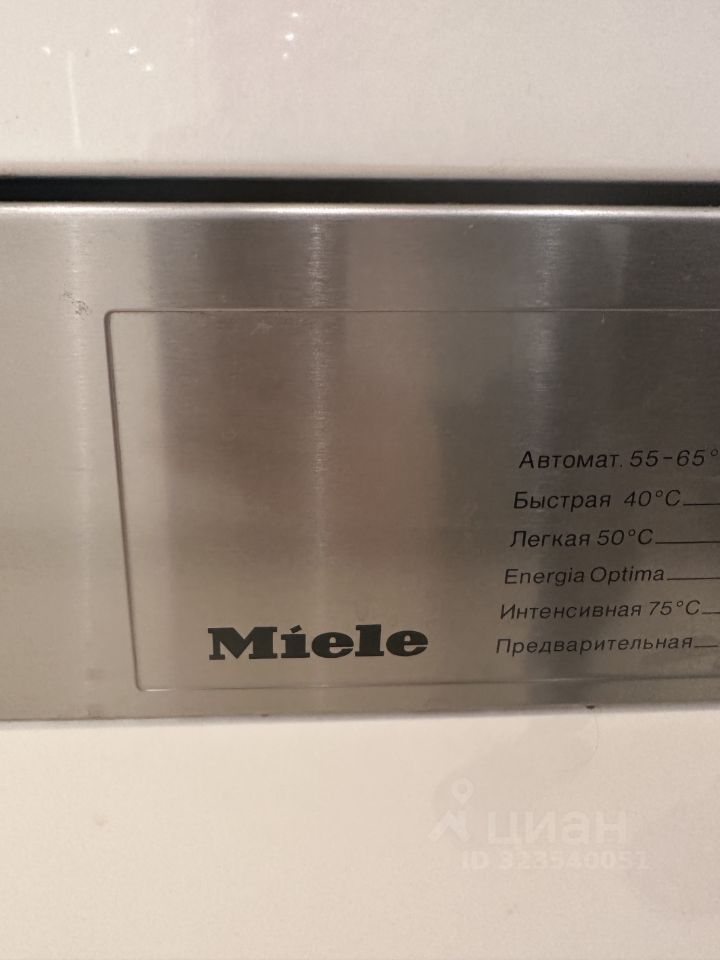 Автомат. 55-65°
Быстрая 40°C
Легкая 50°C
Energia Optima
Интенсивная 75°C
Miele
Предварительная
циан
ID 323540051